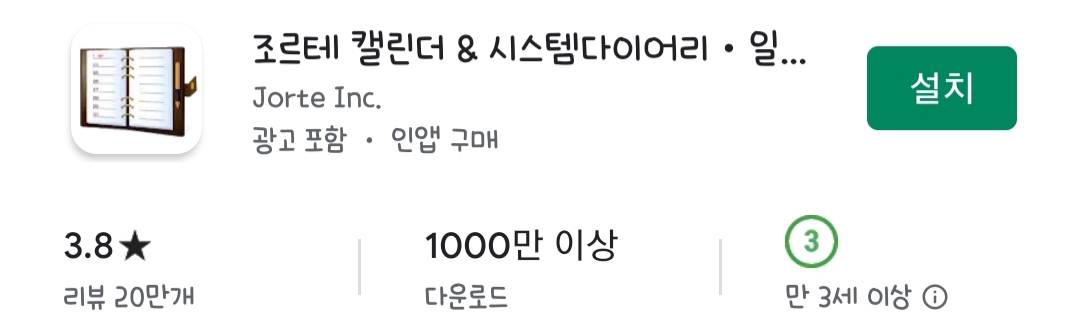 조르테 캘린더 & 시스템다이어리 • 일...
Jorte Inc.
광고 포함 • 인앱 구매
설치
3.8★
리뷰 20만개
1000만 이상
다운로드
3
만 3세 이상 ⓘ